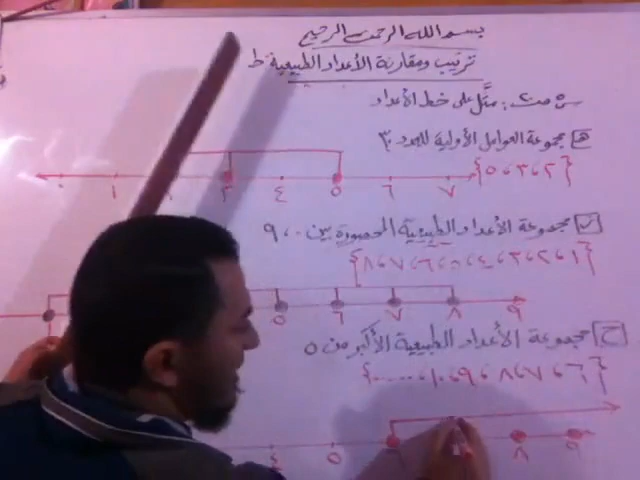 بسم الله الرحمن الرحيم
ترتيب ومقارنة الأعداد الطبيعية ط
مثّل على خط الأعداد
هـ مجموعة العوامل الأولية للعدد ٣٠
{٢ ، ٣ ، ٥}
٠ ١ ٢ ٣ ٤ ٥ ٦ ٧
مجموعة الأعداد الطبيعية المحصورة بين ٠ ، ٩
{١ ، ٢ ، ٣ ، ٤ ، ٥ ، ٦ ، ٧ ، ٨}
٥ ٦ ٧ ٨ ٩
ح مجموعة الأعداد الطبيعية الأكبر من ٥
{٦ ، ٧ ، ٨ ، ٩ ، ١٠ ، ......}
٤ ٥ ٨ ٩